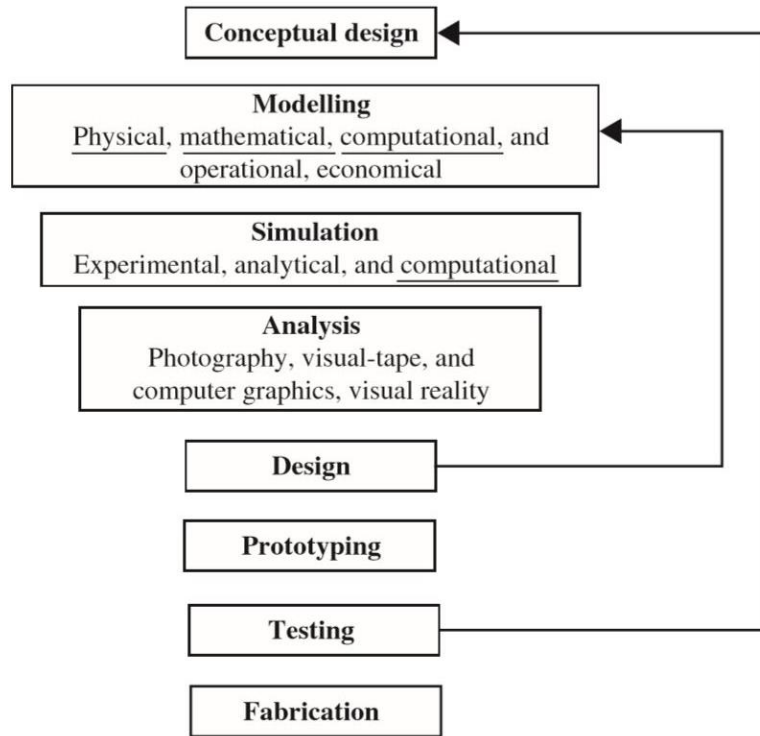 Conceptual design
Modelling
Physical, mathematical, computational, and
operational, economical
Simulation
Experimental, analytical, and computational
Analysis
Photography, visual-tape, and
computer graphics, visual reality
Design
Prototyping
Testing
Fabrication